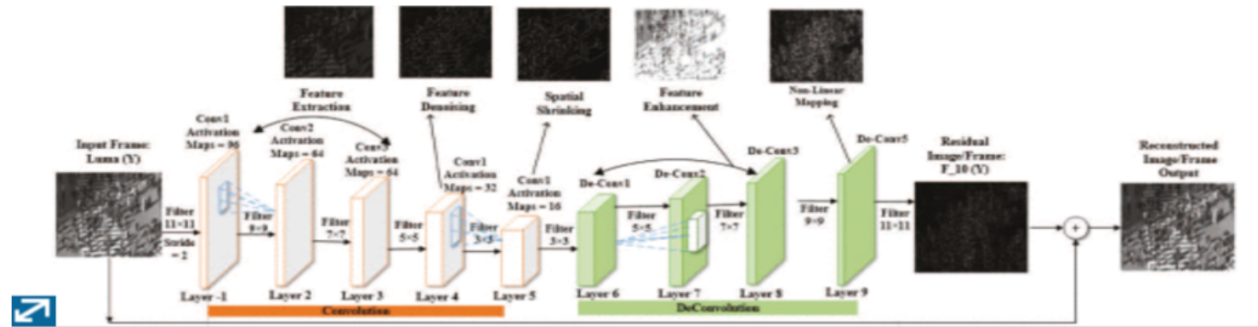 Feature
Extraction
Feature
Denoising
Spatial
Shrinking
Feature
Enhancement
Non-Linear
Mapping
Input Frame:
Luma (Y)
Conv1
Activation
Maps = 96
Conv2
Activation
Maps = 64
Conv3
Activation
Maps = 64
Conv1
Activation
Maps = 32
Conv1
Activation
Maps = 16
De-Conv1
De-Conv2
De-Conv3
De-Conv5
Residual
Image/Frame:
F_10 (Y)
Reconstructed
Image/Frame
Output
Filter
11×11
Stride
= 2
Filter
9×9
Filter
7×7
Filter
5×5
Filter
3×3
Filter
3×3
Filter
5×5
Filter
7×7
Filter
9×9
Filter
11×11
+
Layer -1
Layer 2
Layer 3
Layer 4
Layer 5
Layer 6
Layer 7
Layer 8
Layer 9
Convolution
DeConvolution